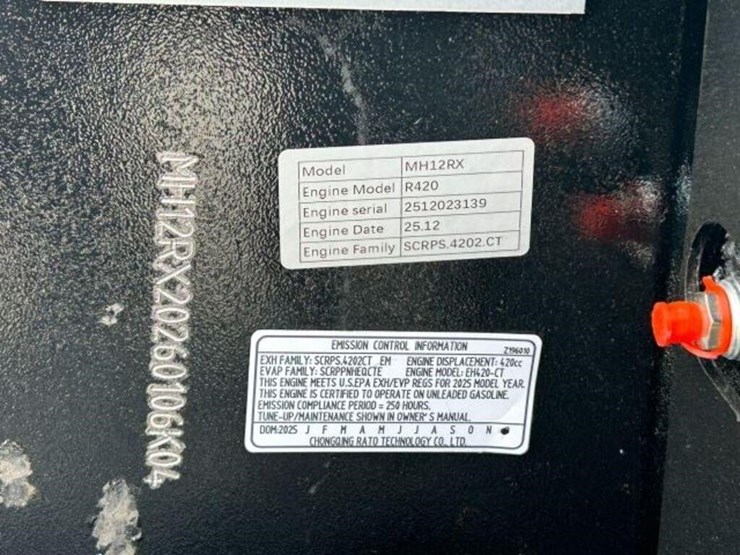 MH12RX20260106K04
Model MH12RX
Engine Model R420
Engine serial 2512023139
Engine Date 25.12
Engine Family SCRPS.4202.CT
EMISSION CONTROL INFORMATION Z196010
EXH FAMILY: SCRPS.4202CT EM ENGINE DISPLACEMENT: 420cc
EVAP FAMILY: SCRPPNHEQCTE ENGINE MODEL: EH420-CT
THIS ENGINE MEETS U.S.EPA EXH/EVP REGS FOR 2025 MODEL YEAR.
THIS ENGINE IS CERTIFIED TO OPERATE ON UNLEADED GASOLINE.
EMISSION COMPLIANCE PERIOD = 250 HOURS.
TUNE-UP/MAINTENANCE SHOWN IN OWNER'S MANUAL.
DOM:2025 J F M A M J J A S O N
CHONGQING RATO TECHNOLOGY CO., LTD.